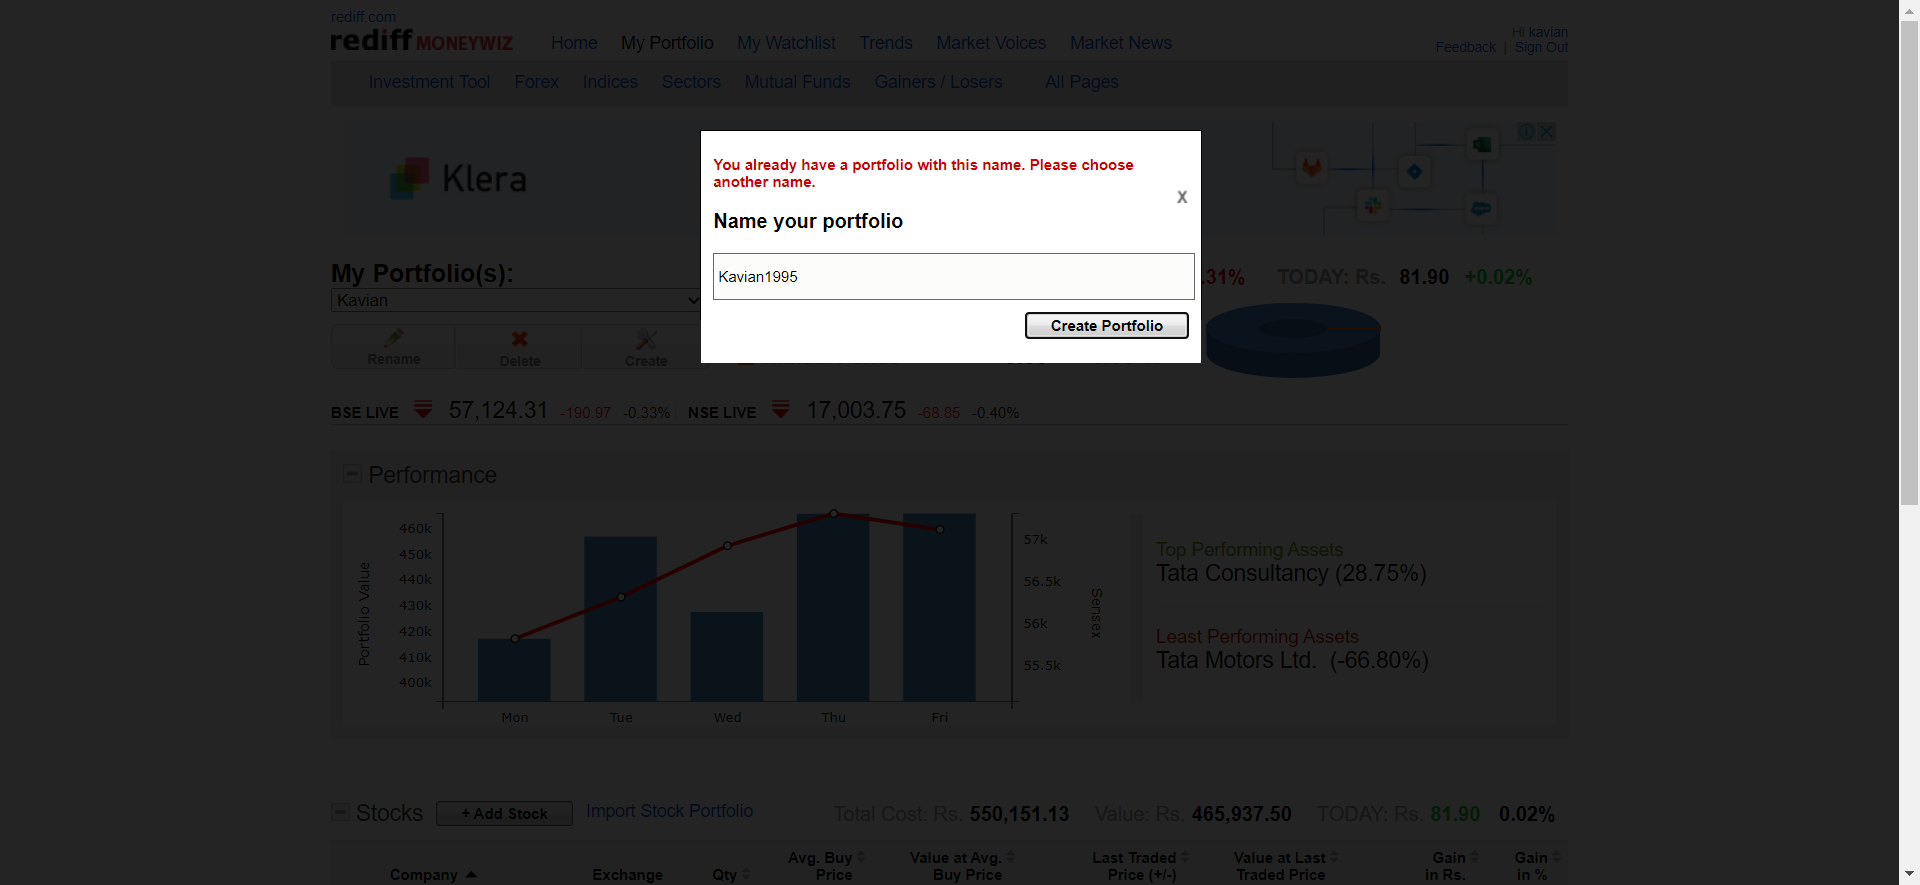 rediff.com
rediff MONEYWIZ
Home My Portfolio My Watchlist Trends Market Voices Market News
Hi kavian
Feedback | Sign Out
Investment Tool Forex Indices Sectors Mutual Funds Gainers / Losers All Pages
Klera
You already have a portfolio with this name. Please choose
another name.
X
Name your portfolio
Kavian1995
Create Portfolio
My Portfolio(s):
Kavian
.31% TODAY: Rs. 81.90 +0.02%
Rename Delete Create
BSE LIVE 57,124.31 -190.97 -0.33% NSE LIVE 17,003.75 -68.85 -0.40%
Performance
Portfolio Value
460k
450k
440k
430k
420k
410k
400k
57k
56.5k
56k
55.5k
Sensex
Mon Tue Wed Thu Fri
Top Performing Assets
Tata Consultancy (28.75%)
Least Performing Assets
Tata Motors Ltd. (-66.80%)
Stocks + Add Stock Import Stock Portfolio Total Cost: Rs. 550,151.13 Value: Rs. 465,937.50 TODAY: Rs. 81.90 0.02%
Company Exchange Qty Avg. Buy Price Value at Avg. Buy Price Last Traded Price (+/-) Value at Last Traded Price Gain in Rs. Gain in %